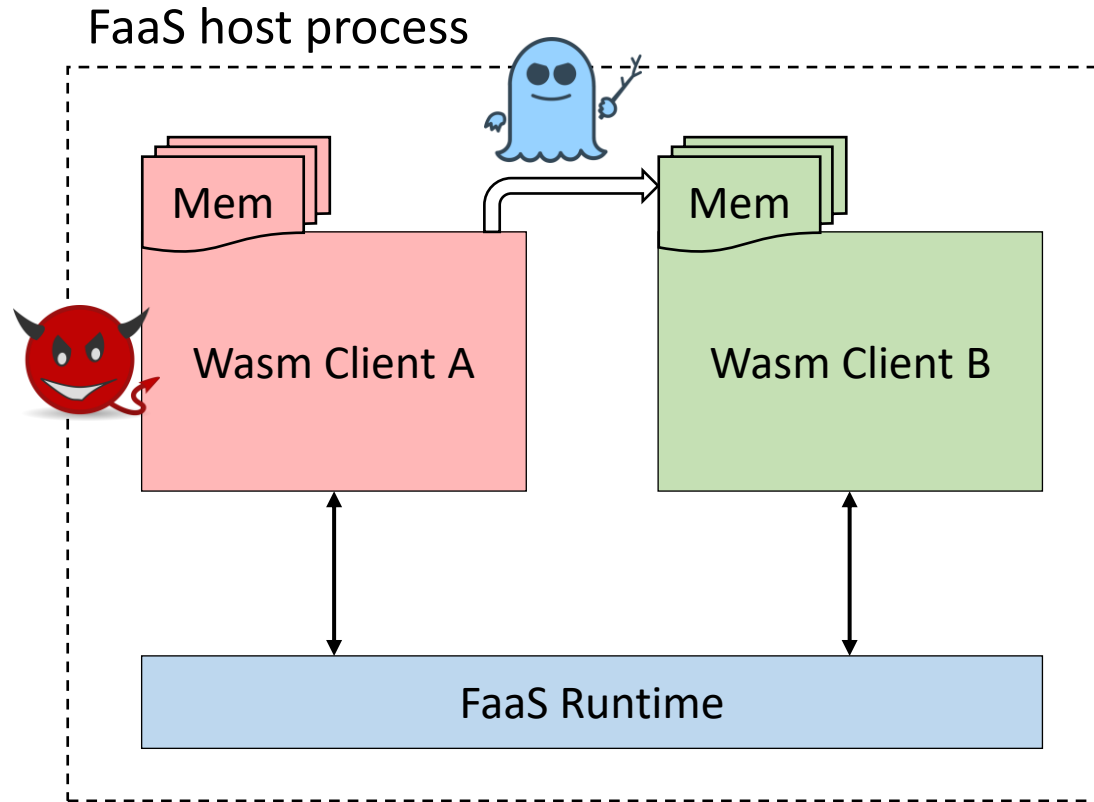 FaaS host process
Mem
Mem
Wasm Client A
Wasm Client B
FaaS Runtime